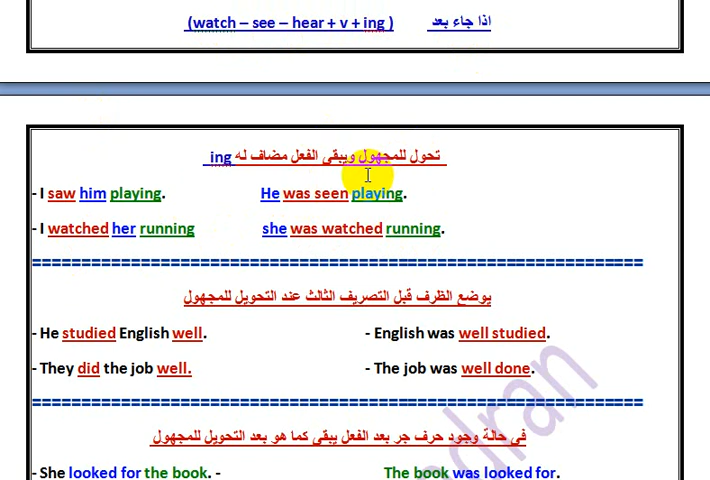 اذا جاء بعد (watch – see – hear + v + ing )
تحول للمجهول ويبقى الفعل مضاف له ing
- I saw him playing. He was seen playing.
- I watched her running she was watched running.
================================================================
يوضع الظرف قبل التصريف الثالث عند التحويل للمجهول
- He studied English well. - English was well studied.
- They did the job well. - The job was well done.
================================================================
في حالة وجود حرف جر بعد الفعل يبقى كما هو بعد التحويل للمجهول
- She looked for the book. - The book was looked for.